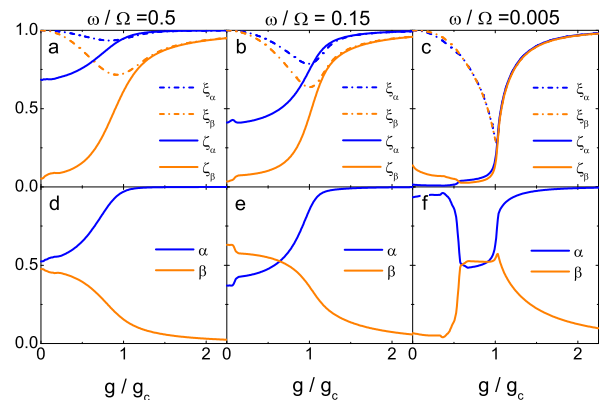 ω / Ω =0.5 ω / Ω = 0.15 ω / Ω =0.005
1.0 a b c
ξα ξα ξα
ξβ ξβ ξβ
0.5 ζα ζα ζα
ζβ ζβ ζβ
0.0
d e f
α α α
0.5 β β β
0.0
0 1 2 0 1 2 0 1 2
g / gc g / gc g / gc